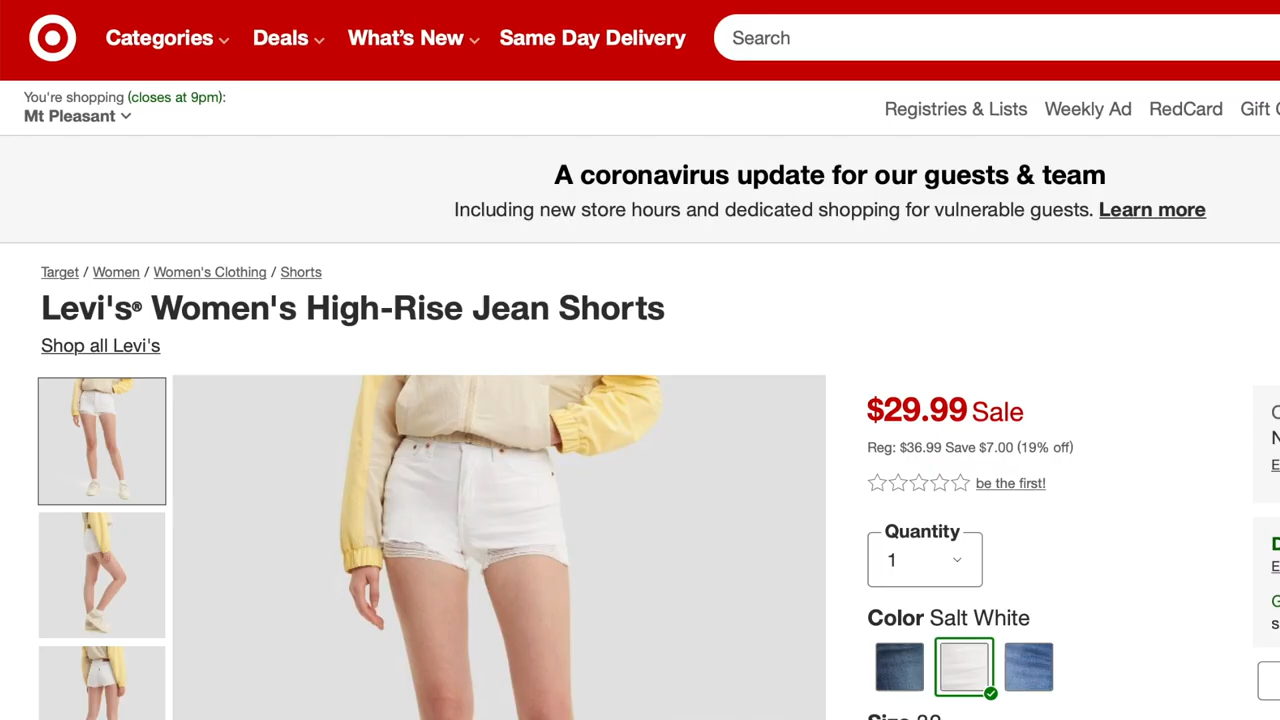 Categories Deals What's New Same Day Delivery Search
You're shopping (closes at 9pm):
Mt Pleasant
Registries & Lists Weekly Ad RedCard Gift
A coronavirus update for our guests & team
Including new store hours and dedicated shopping for vulnerable guests. Learn more
Target / Women / Women's Clothing / Shorts
Levi's® Women's High-Rise Jean Shorts
Shop all Levi's
$29.99 Sale
Reg: $36.99 Save $7.00 (19% off)
be the first!
Quantity
1
Color Salt White